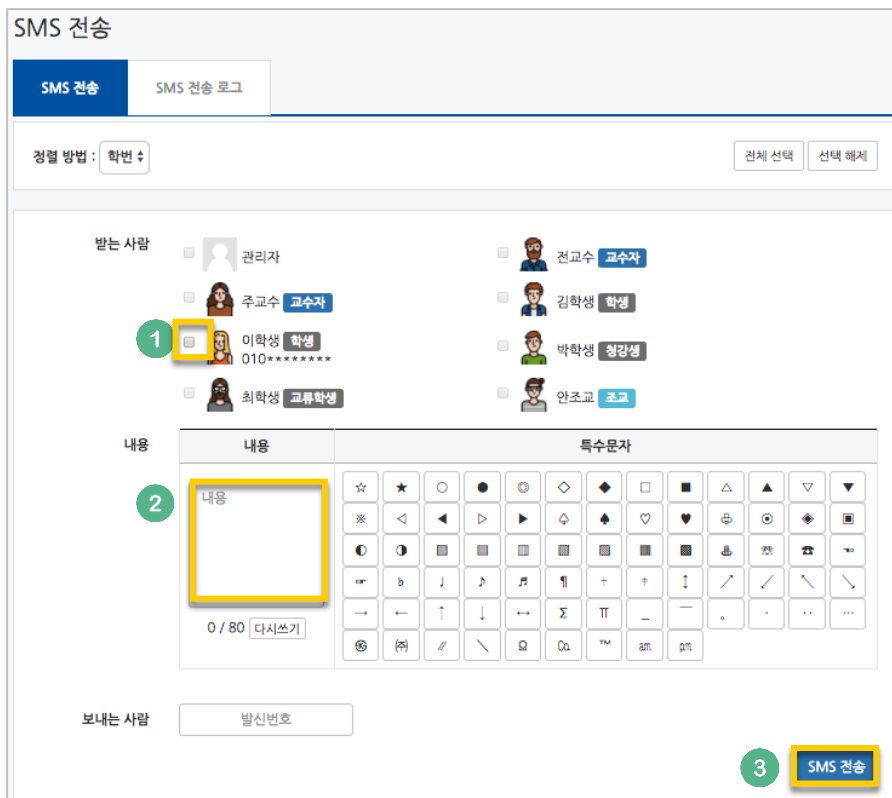 SMS 전송
SMS 전송 SMS 전송 로그
정렬 방법 : 학번 전체 선택 선택 해제
받는 사람 관리자 전교수 교수자
주교수 교수자 김학생 학생
1 이학생 학생 박학생 청강생
010********
최학생 교류학생 안조교 조교
내용 내용 특수문자
2 내용
☆ ★ ○ ● ◎ ◇ ◆ □ ■ △ ▲ ▽ ▼
※ ◁ ◀ ▷ ▶ ♤ ♠ ♡ ♥ ♧ ⊙ ◈ ▣
◐ ◑ ▒ ▤ ▥ ▨ ▧ ▦ ▩ ♨ ☏ ☎ ☜
☞ ♭ ♩ ♪ ♬ ¶ † ‡ ↕ ↗ ↙ ↖ ↘
→ ← ↑ ↓ ↔ Σ Π _ ￣ 。 · ‥ …
㉿ ㈜ ∥ ＼ Ω ㏇ ™ ㏂ ㏘
0 / 80 다시쓰기
보내는 사람 발신번호
3 SMS 전송